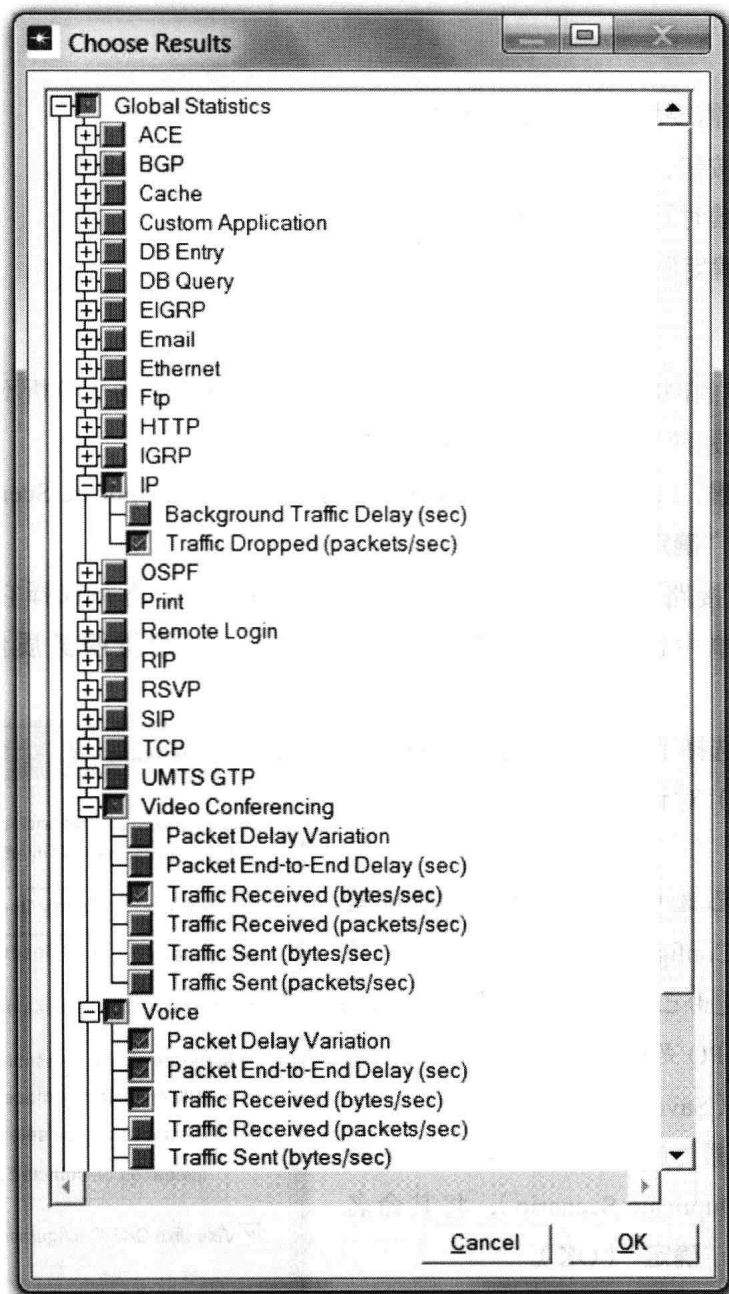 Choose Results
Global Statistics
ACE
BGP
Cache
Custom Application
DB Entry
DB Query
EIGRP
Email
Ethernet
Ftp
HTTP
IGRP
IP
Background Traffic Delay (sec)
Traffic Dropped (packets/sec)
OSPF
Print
Remote Login
RIP
RSVP
SIP
TCP
UMTS GTP
Video Conferencing
Packet Delay Variation
Packet End-to-End Delay (sec)
Traffic Received (bytes/sec)
Traffic Received (packets/sec)
Traffic Sent (bytes/sec)
Traffic Sent (packets/sec)
Voice
Packet Delay Variation
Packet End-to-End Delay (sec)
Traffic Received (bytes/sec)
Traffic Received (packets/sec)
Traffic Sent (bytes/sec)
Cancel OK